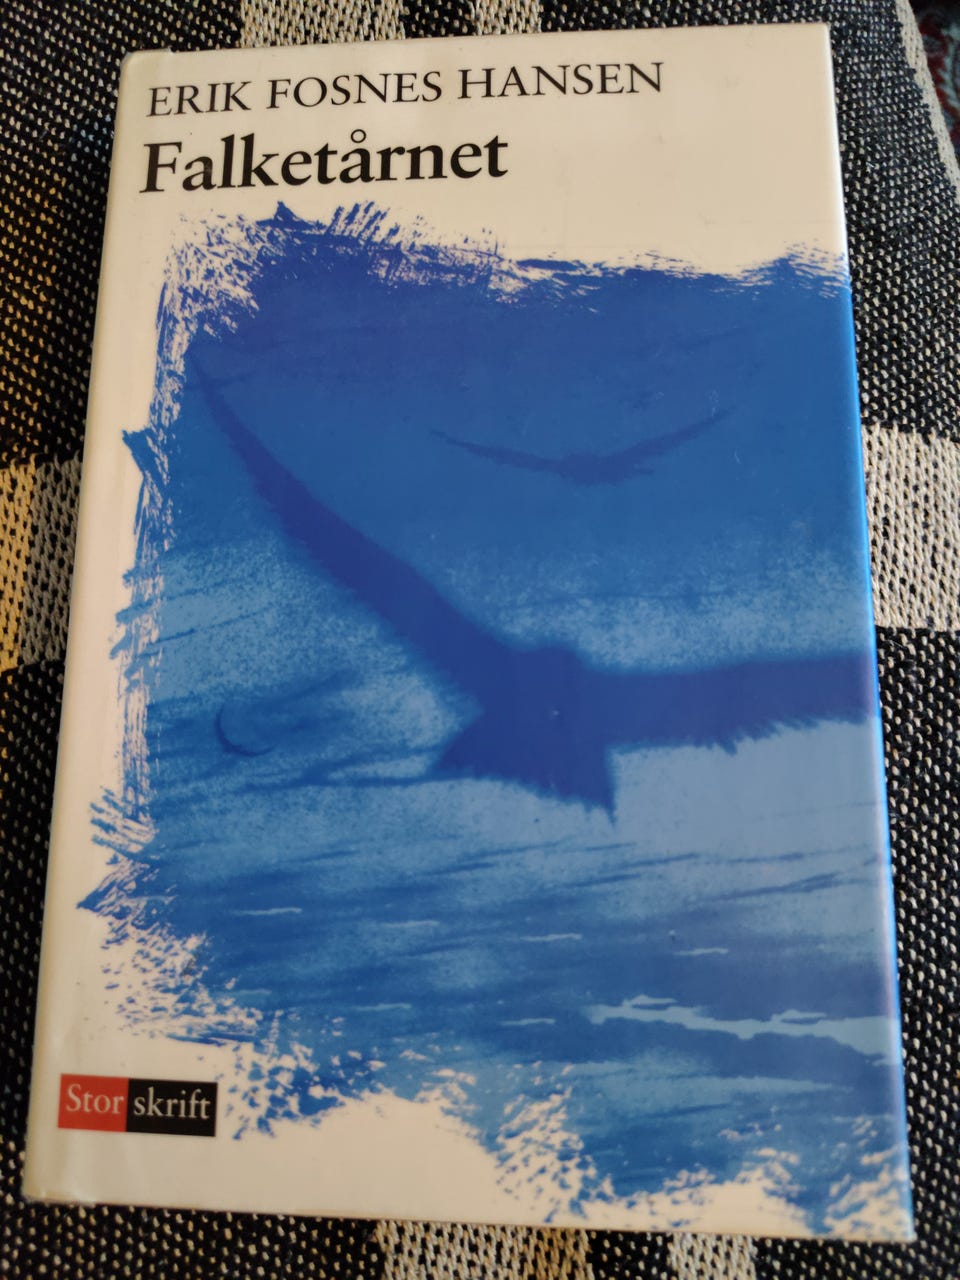 ERIK FOSNES HANSEN
Falketårnet
Stor skrift